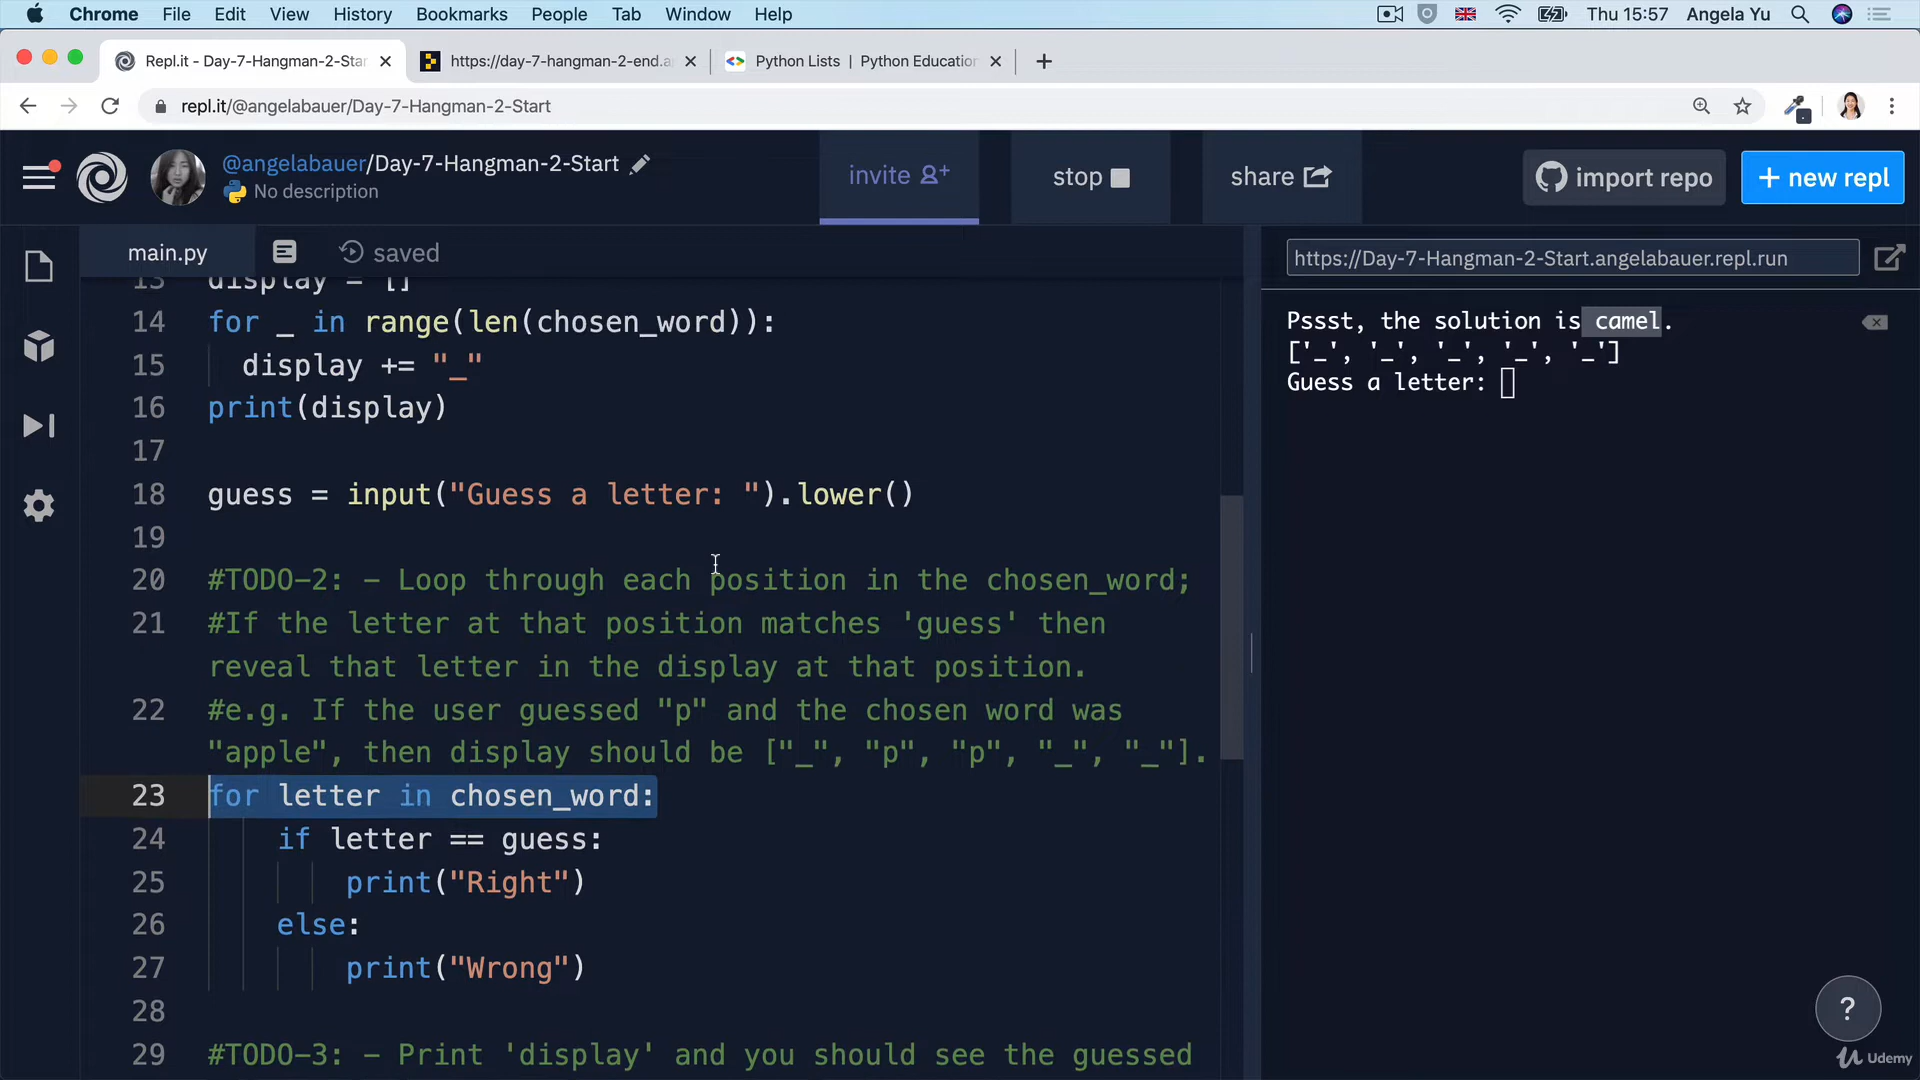 Chrome File Edit View History Bookmarks People Tab Window Help Thu 15:57 Angela Yu
Repl.it - Day-7-Hangman-2-Star https://day-7-hangman-2-end.a Python Lists | Python Education
repl.it/@angelabauer/Day-7-Hangman-2-Start
@angelabauer/Day-7-Hangman-2-Start
No description
invite
stop
share
import repo
+ new repl
main.py saved
https://Day-7-Hangman-2-Start.angelabauer.repl.run
13 display = []
14 for _ in range(len(chosen_word)):
15 display += "_"
16 print(display)
17
18 guess = input("Guess a letter: ").lower()
19
20 #TODO-2: - Loop through each position in the chosen_word;
21 #If the letter at that position matches 'guess' then
reveal that letter in the display at that position.
22 #e.g. If the user guessed "p" and the chosen word was
"apple", then display should be ["_", "p", "p", "_", "_"].
23 for letter in chosen_word:
24 if letter == guess:
25 print("Right")
26 else:
27 print("Wrong")
28
29 #TODO-3: - Print 'display' and you should see the guessed
Pssst, the solution is camel.
['_', '_', '_', '_', '_']
Guess a letter:
?
Udemy